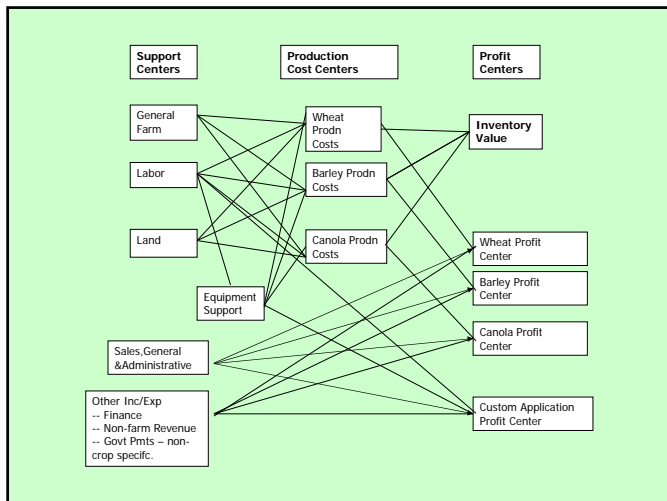 Support
Centers
Production
Cost Centers
Profit
Centers
General
Farm
Labor
Land
Equipment
Support
Sales,General
&Administrative
Other Inc/Exp
-- Finance
-- Non-farm Revenue
-- Govt Pmts – non-
crop specifc.
Wheat
Prodn
Costs
Barley Prodn
Costs
Canola Prodn
Costs
Inventory
Value
Wheat Profit
Center
Barley Profit
Center
Canola Profit
Center
Custom Application
Profit Center